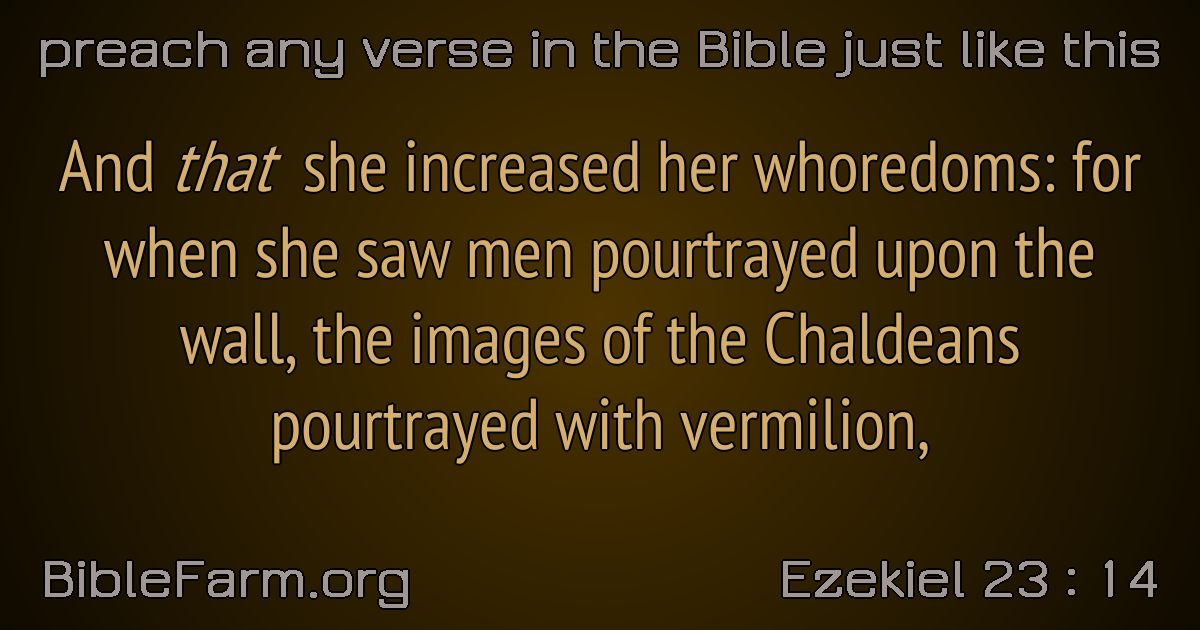 preach any verse in the Bible just like this
And that she increased her whoredoms: for
when she saw men pourtrayed upon the
wall, the images of the Chaldeans
pourtrayed with vermilion,
BibleFarm.org
Ezekiel 23 : 14